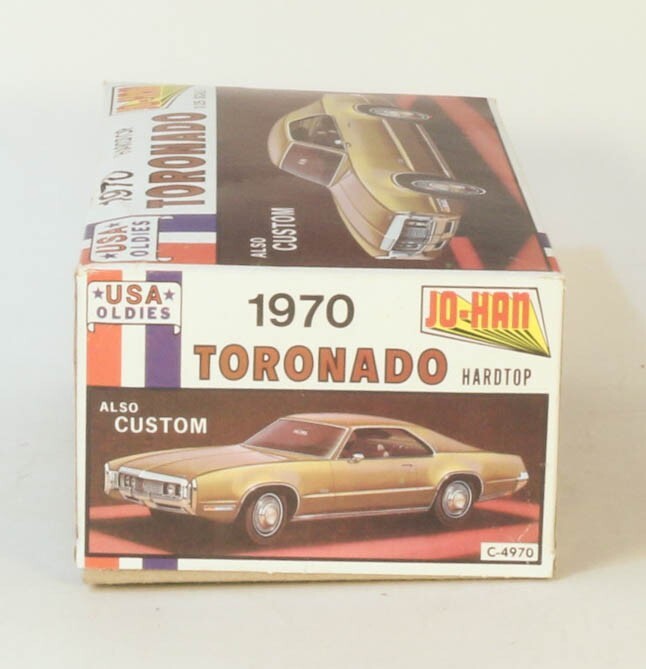 JO-HAN
1970 HARDTOP
TORONADO
USA
OLDIES
ALSO
CUSTOM
USA
OLDIES
1970
JO-HAN
TORONADO HARDTOP
ALSO
CUSTOM
C-4970